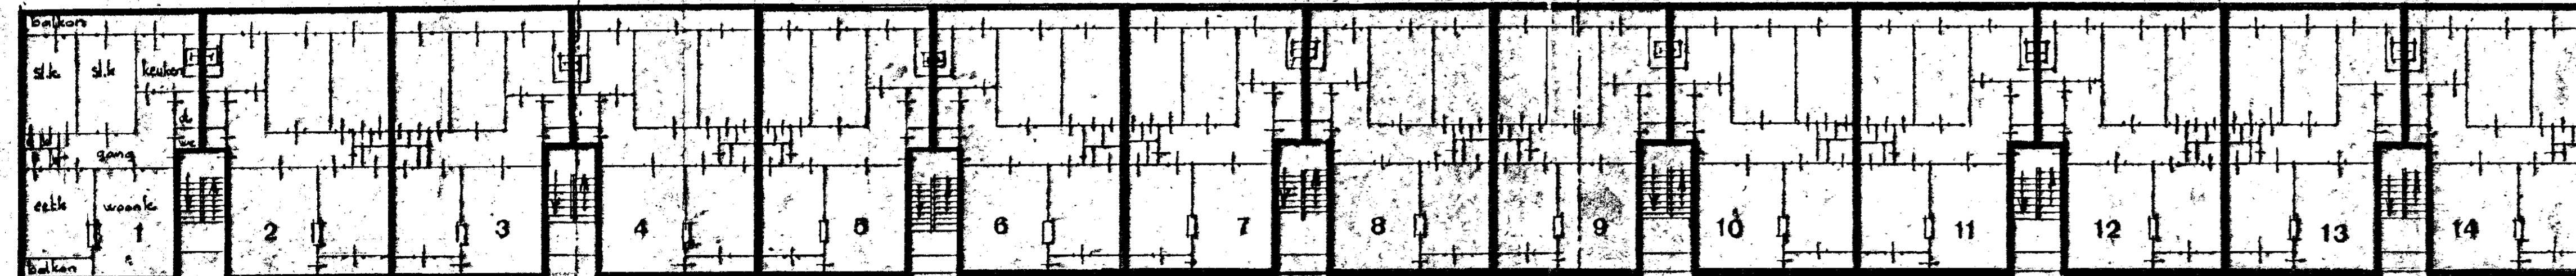 balkon
sl.k sl.k keuken
d
wc
gang
eetk woonk
1 2 3 4 5 6 7 8 9 10 11 12 13 14
balkon